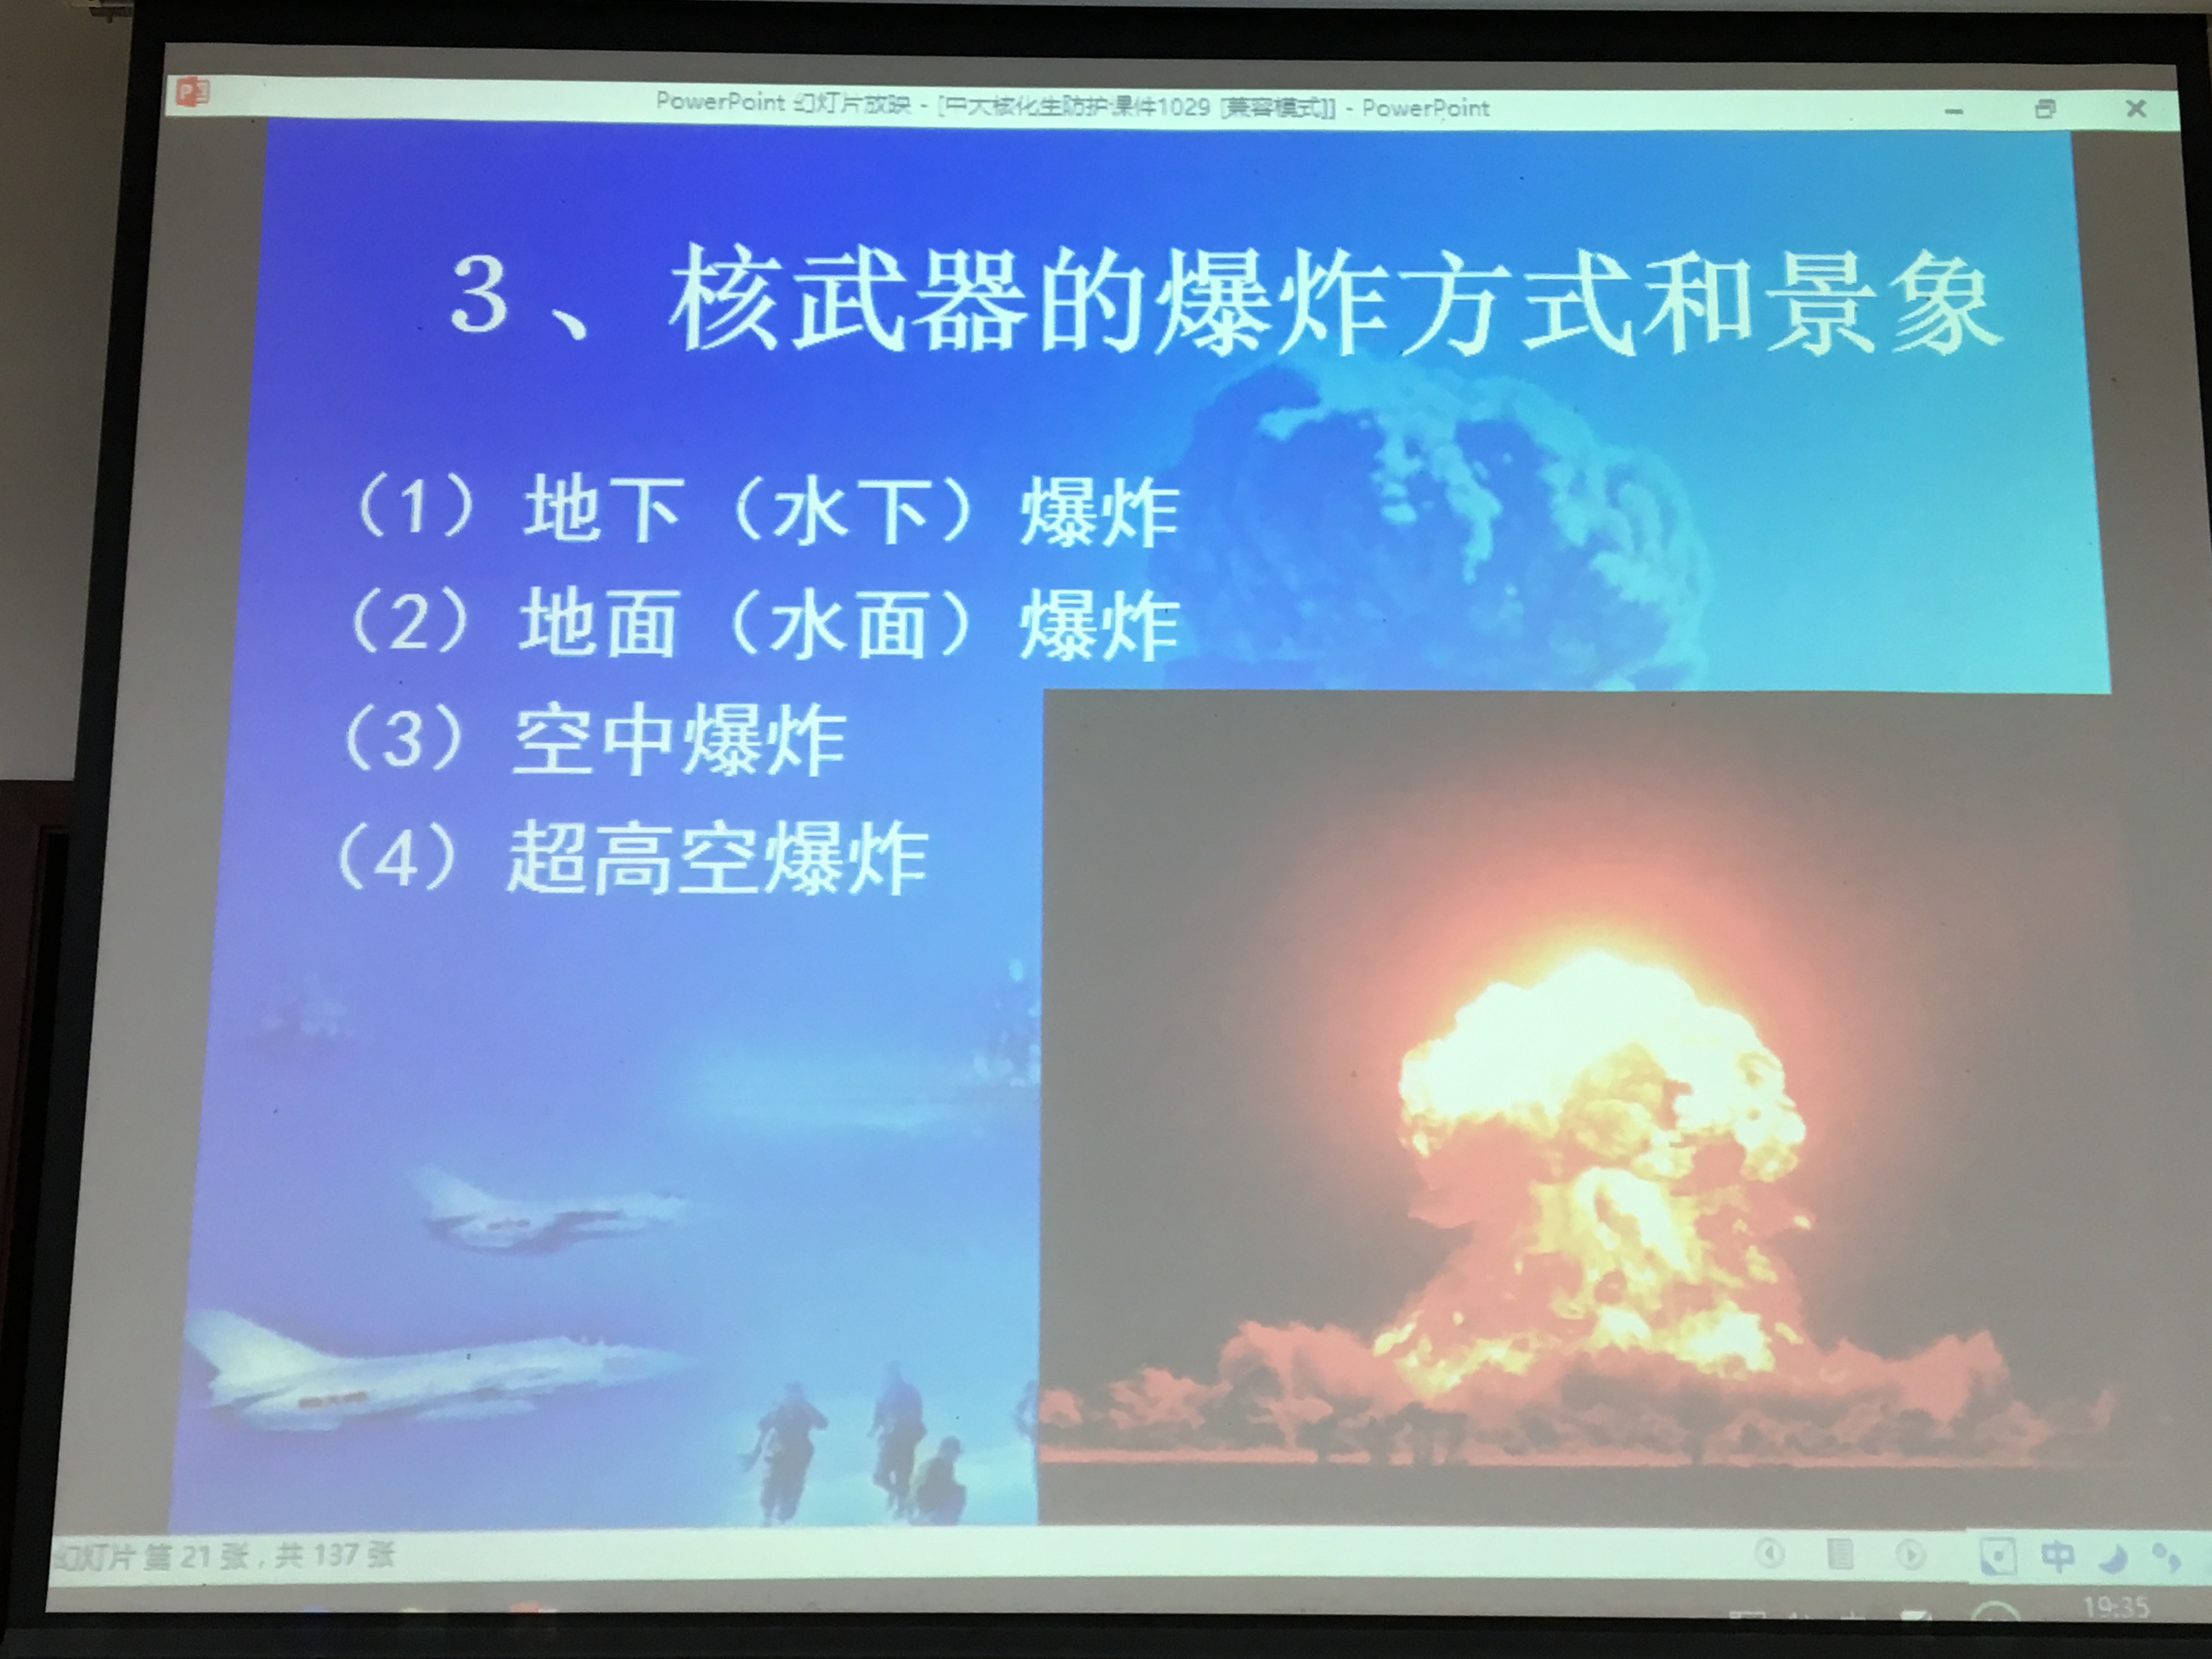 PowerPoint 幻灯片放映 - [中大核化生防护课件1029 [兼容模式]] - PowerPoint
3、核武器的爆炸方式和景象
（1）地下（水下）爆炸
（2）地面（水面）爆炸
（3）空中爆炸
（4）超高空爆炸
幻灯片 第 21 张，共 137 张
中
19:35